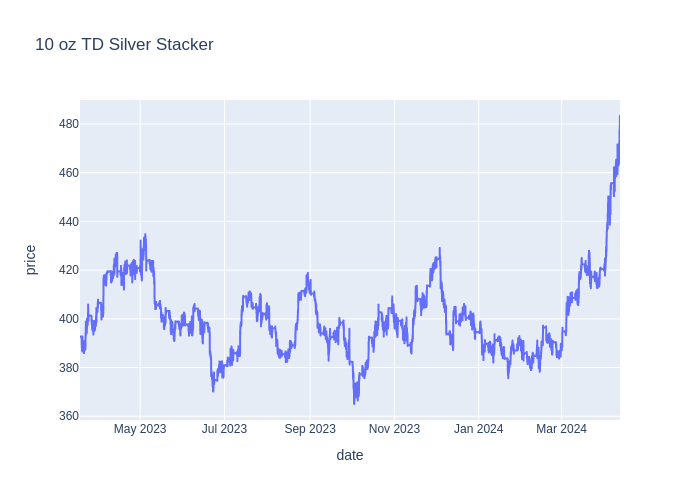 10 oz TD Silver Stacker
480
460
440
420
400
380
360
price
May 2023
Jul 2023
Sep 2023
Nov 2023
Jan 2024
Mar 2024
date